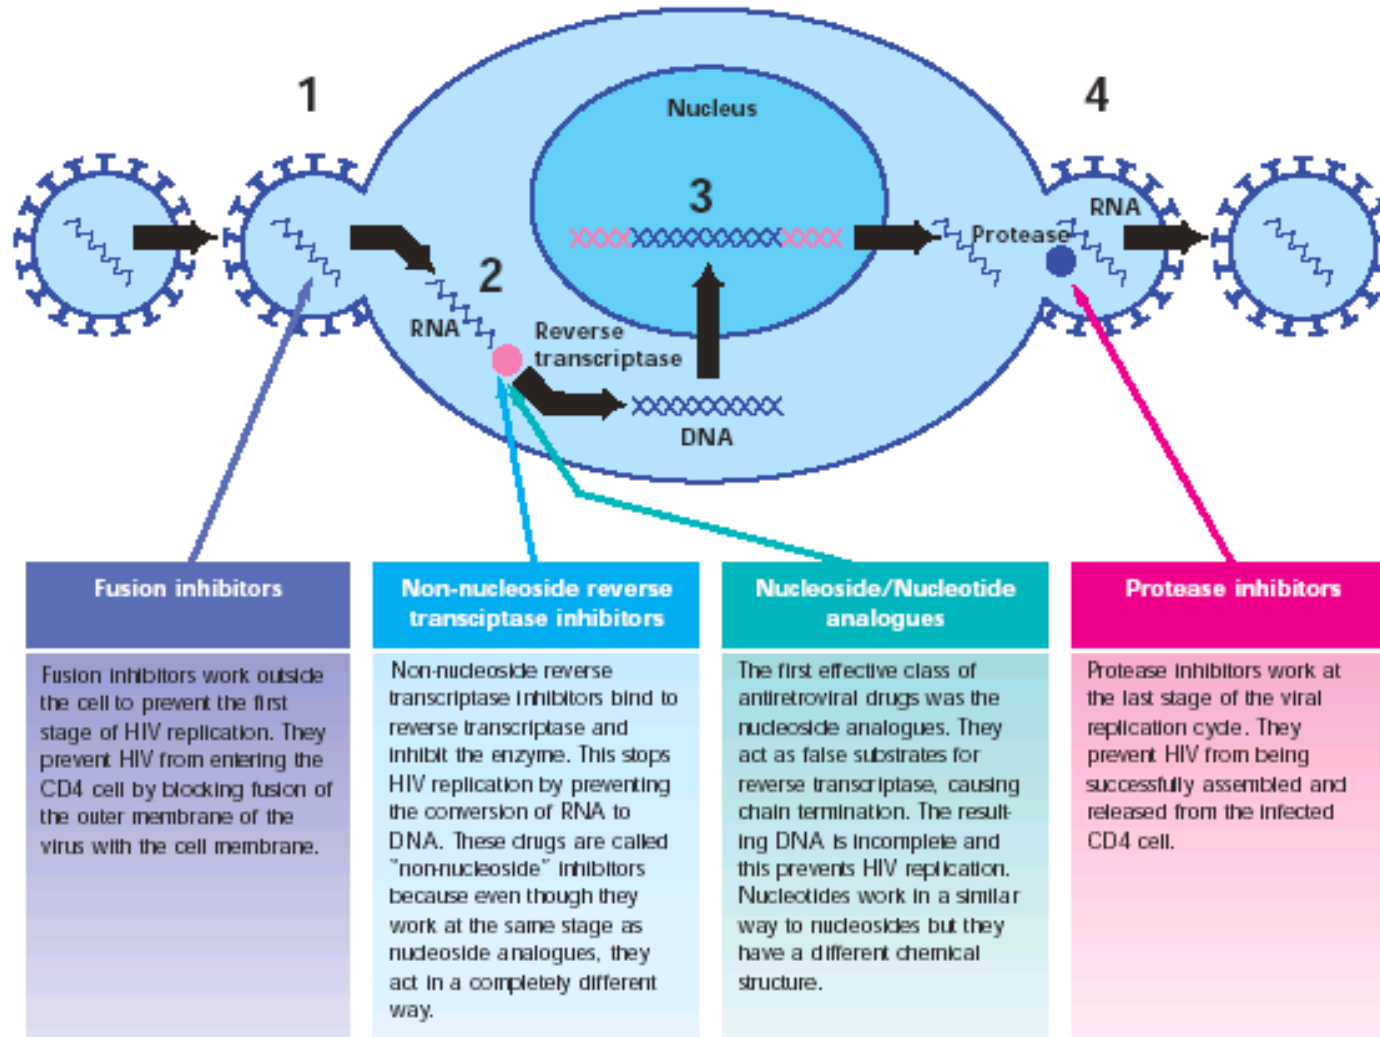 1
4
Nucleus
3
RNA
Protease
2
RNA
Reverse
transcriptase
DNA
Fusion inhibitors
Fusion inhibitors work outside
the cell to prevent the first
stage of HIV replication. They
prevent HIV from entering the
CD4 cell by blocking fusion of
the outer membrane of the
virus with the cell membrane.
Non-nucleoside reverse
transciptase inhibitors
Non-nucleoside reverse
transcriptase inhibitors bind to
reverse transcriptase and
inhibit the enzyme. This stops
HIV replication by preventing
the conversion of RNA to
DNA. These drugs are called
"non-nucleoside" inhibitors
because even though they
work at the same stage as
nucleoside analogues, they
act in a completely different
way.
Nucleoside/Nucleotide
analogues
The first effective class of
antiretroviral drugs was the
nucleoside analogues. They
act as false substrates for
reverse transcriptase, causing
chain termination. The result-
ing DNA is incomplete and
this prevents HIV replication.
Nucleotides work in a similar
way to nucleosides but they
have a different chemical
structure.
Protease inhibitors
Protease inhibitors work at
the last stage of the viral
replication cycle. They
prevent HIV from being
successfully assembled and
released from the infected
CD4 cell.